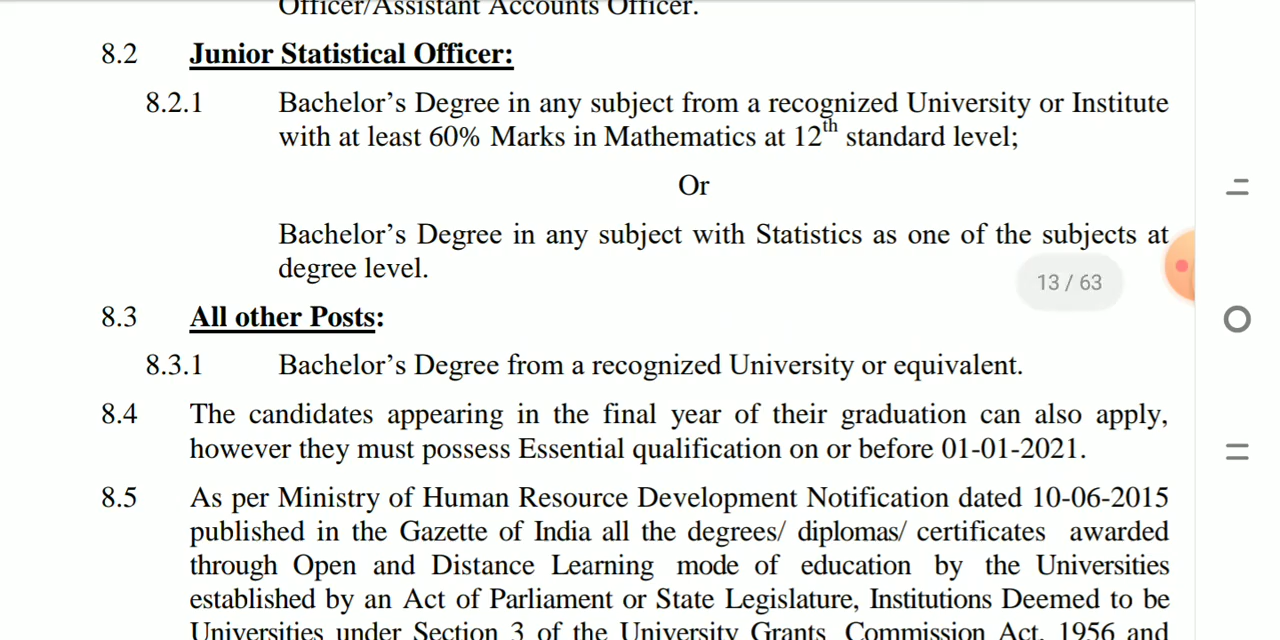 Officer/Assistant Accounts Officer.
8.2 Junior Statistical Officer:
8.2.1 Bachelor’s Degree in any subject from a recognized University or Institute
with at least 60% Marks in Mathematics at 12th standard level;
Or
Bachelor’s Degree in any subject with Statistics as one of the subjects at
degree level.
13 / 63
8.3 All other Posts:
8.3.1 Bachelor’s Degree from a recognized University or equivalent.
8.4 The candidates appearing in the final year of their graduation can also apply,
however they must possess Essential qualification on or before 01-01-2021.
8.5 As per Ministry of Human Resource Development Notification dated 10-06-2015
published in the Gazette of India all the degrees/ diplomas/ certificates awarded
through Open and Distance Learning mode of education by the Universities
established by an Act of Parliament or State Legislature, Institutions Deemed to be
Universities under Section 3 of the University Grants Commission Act, 1956 and